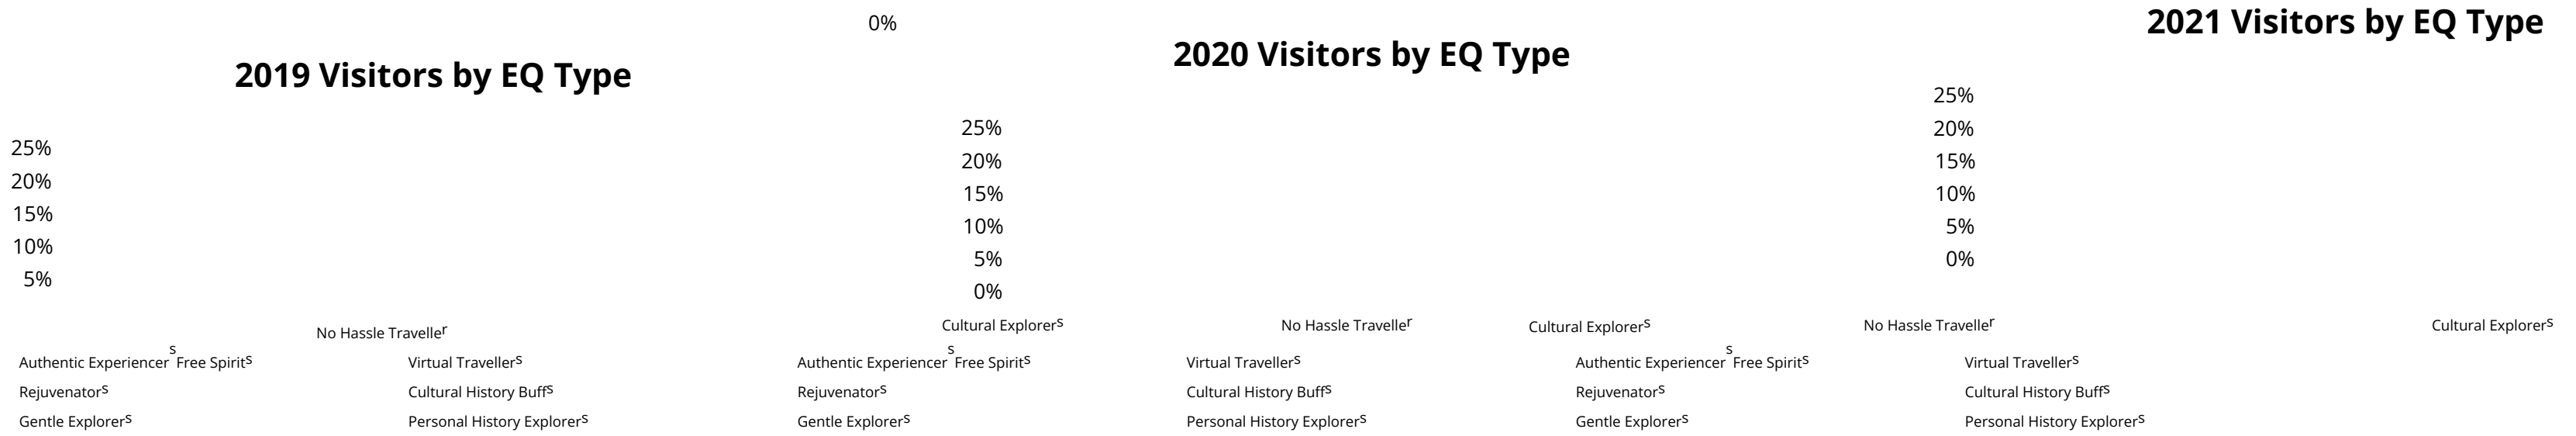 0%
2019 Visitors by EQ Type
25%
20%
15%
10%
5%
No Hassle Traveller
Authentic Experiencers Free Spirits
Virtual Travellers
Rejuvenators
Cultural History Buffs
Gentle Explorers
Personal History Explorers
2020 Visitors by EQ Type
25%
20%
15%
10%
5%
0%
Cultural Explorers
No Hassle Traveller
Cultural Explorers
Authentic Experiencers Free Spirits
Virtual Travellers
Rejuvenators
Cultural History Buffs
Gentle Explorers
Personal History Explorers
2021 Visitors by EQ Type
25%
20%
15%
10%
5%
0%
No Hassle Traveller
Cultural Explorers
Authentic Experiencers Free Spirits
Virtual Travellers
Rejuvenators
Cultural History Buffs
Gentle Explorers
Personal History Explorers